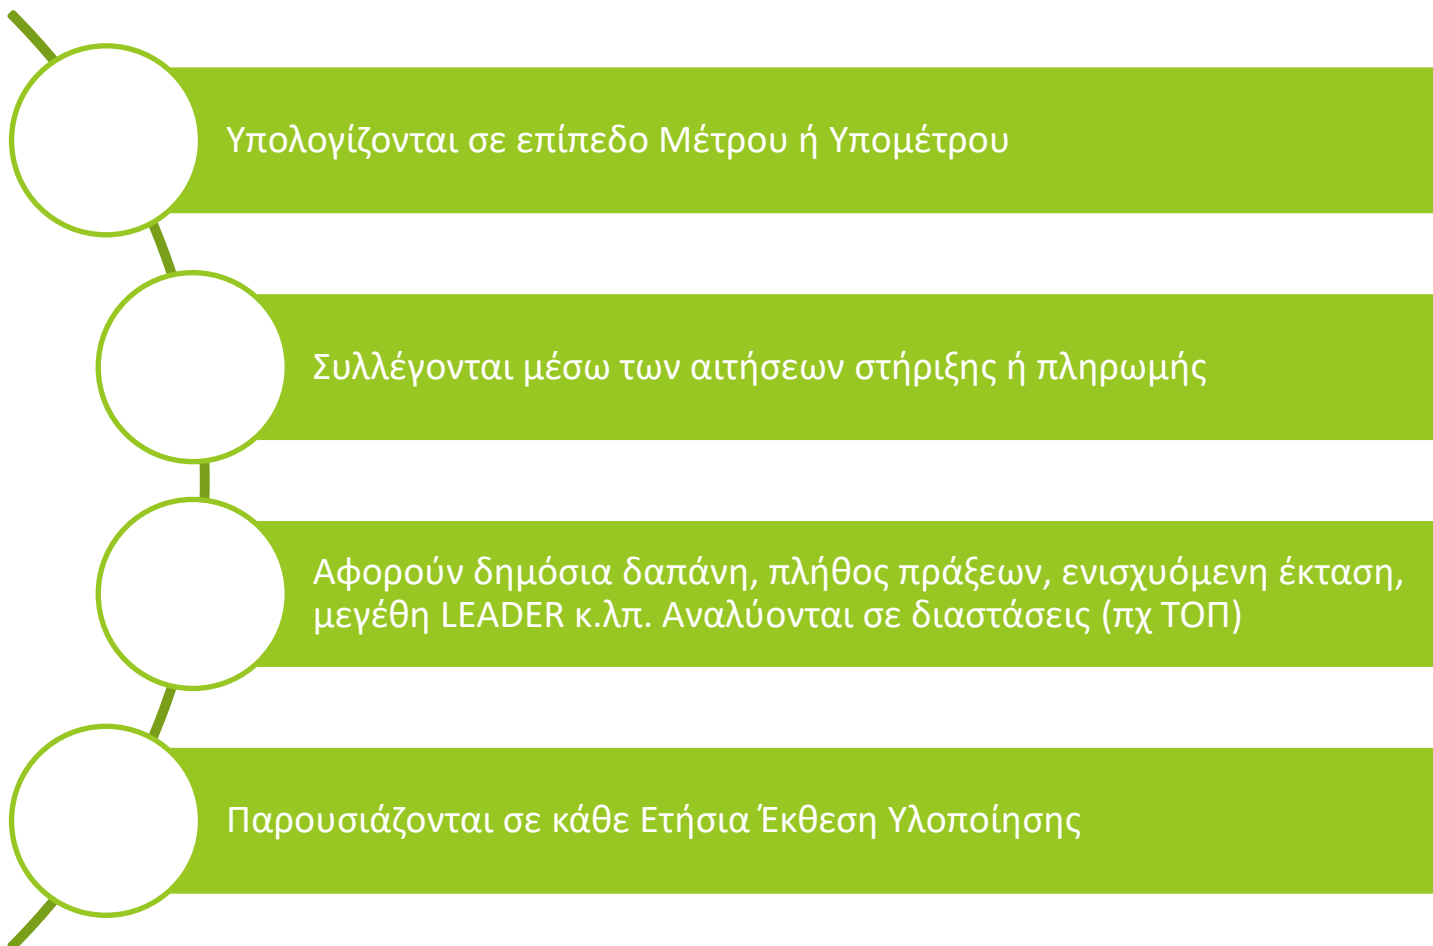 Υπολογίζονται σε επίπεδο Μέτρου ή Υπομέτρου
Συλλέγονται μέσω των αιτήσεων στήριξης ή πληρωμής
Αφορούν δημόσια δαπάνη, πλήθος πράξεων, ενισχυόμενη έκταση,
μεγέθη LEADER κ.λπ. Αναλύονται σε διαστάσεις (πχ ΤΟΠ)
Παρουσιάζονται σε κάθε Ετήσια Έκθεση Υλοποίησης